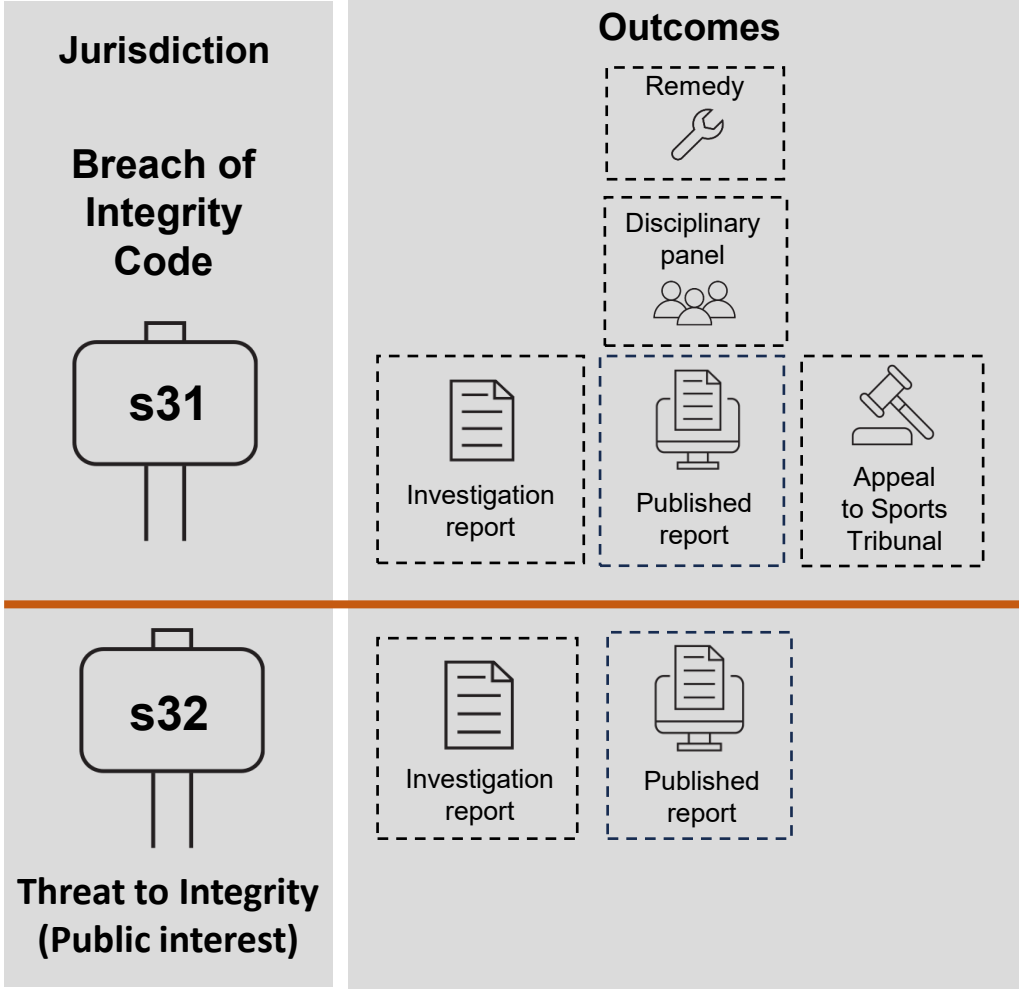 Jurisdiction
Outcomes
Breach of
Integrity
Code
s31
Remedy
Disciplinary
panel
Investigation
report
Published
report
Appeal
to Sports
Tribunal
s32
Threat to Integrity
(Public interest)
Investigation
report
Published
report